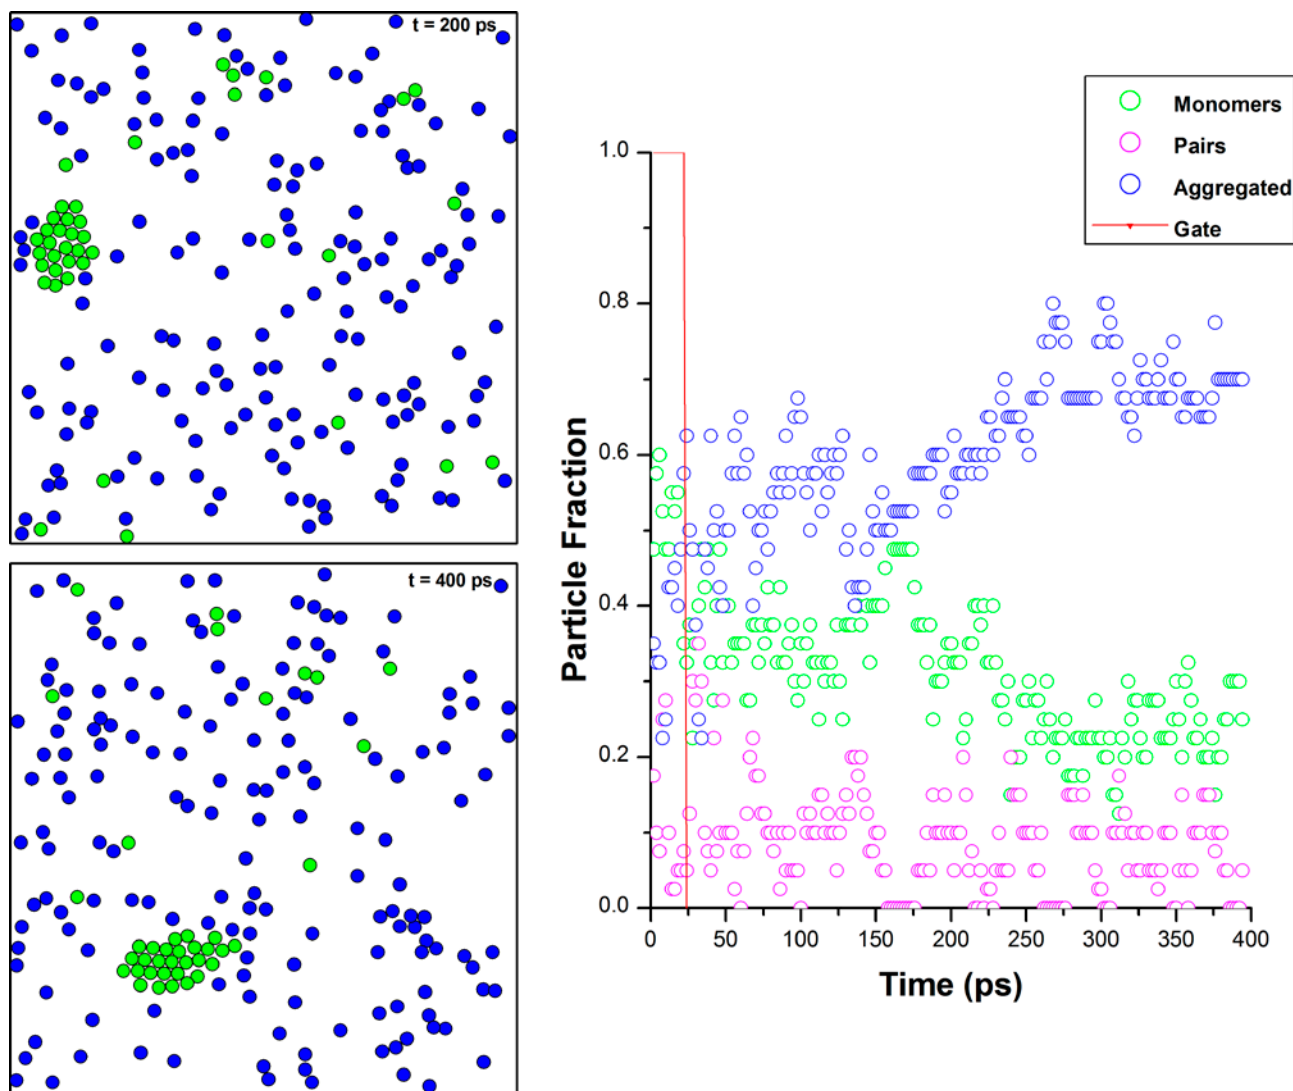 t = 200 ps
t = 400 ps
Monomers
Pairs
Aggregated
Gate
Particle Fraction
1.0
0.8
0.6
0.4
0.2
0.0
0 50 100 150 200 250 300 350 400
Time (ps)